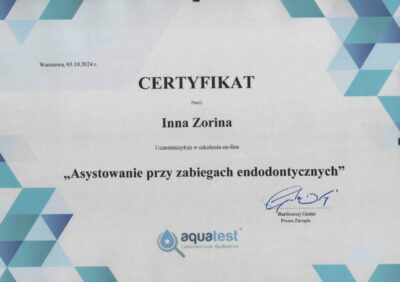 Warszawa, 03.10.2024 r.
CERTYFIKAT
Pan(i)
Inna Zorina
Uczestniczył(a) w szkoleniu on-line
„Asystowanie przy zabiegach endodontycznych”
Bartłomiej Gister
Prezes Zarządu
aquatest
Laboratorium Badawcze